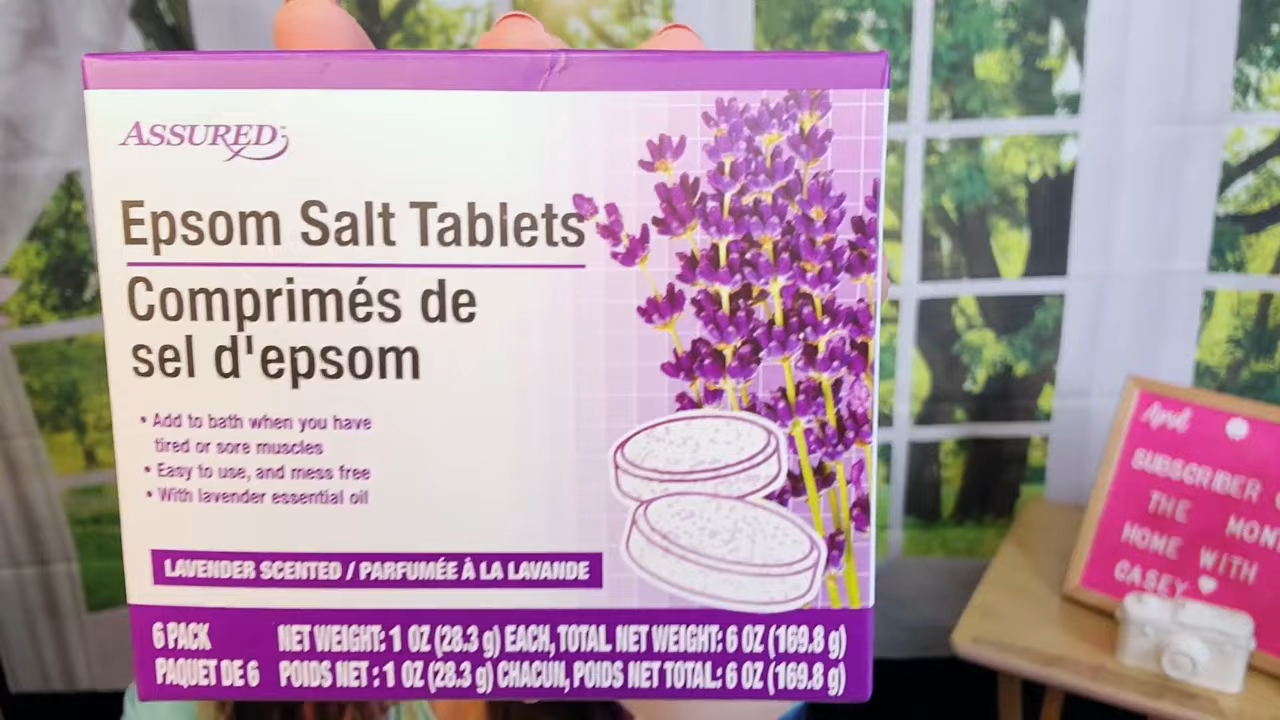 ASSURED
Epsom Salt Tablets
Comprimés de
sel d'epsom
• Add to bath when you have
tired or sore muscles
• Easy to use, and mess free
• With lavender essential oil
LAVENDER SCENTED / PARFUMÉE À LA LAVANDE
6 PACK NET WEIGHT: 1 OZ (28.3 g) EACH, TOTAL NET WEIGHT: 6 OZ (169.8 g)
PAQUET DE 6 POIDS NET : 1 OZ (28.3 g) CHACUN, POIDS NET TOTAL: 6 OZ (169.8 g)
April
SUBSCRIBER
THE
HOME WITH
CASEY